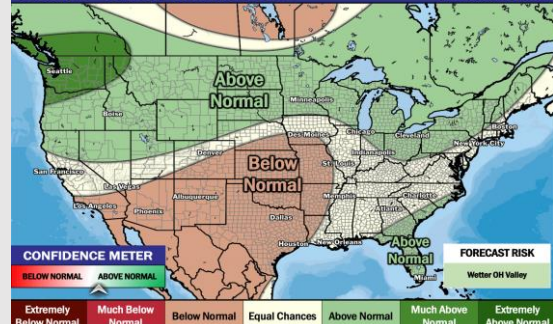 Seattle
Above
Normal
Minneapolis
Boise
Des Moines
Chicago
Cleveland
Boston
New York City
Denver
Indianapolis
San Francisco
Below
Normal
St. Louis
Las Vegas
Charlotte
Los Angeles
Albuquerque
Memphis
Phoenix
Atlanta
Dallas
Houston
New Orleans
Above
Normal
Miami
CONFIDENCE METER
BELOW NORMAL ABOVE NORMAL
FORECAST RISK
Wetter OH Valley
Extremely
Below Normal
Much Below
Normal
Below Normal
Equal Chances
Above Normal
Much Above
Normal
Extremely
Above Normal